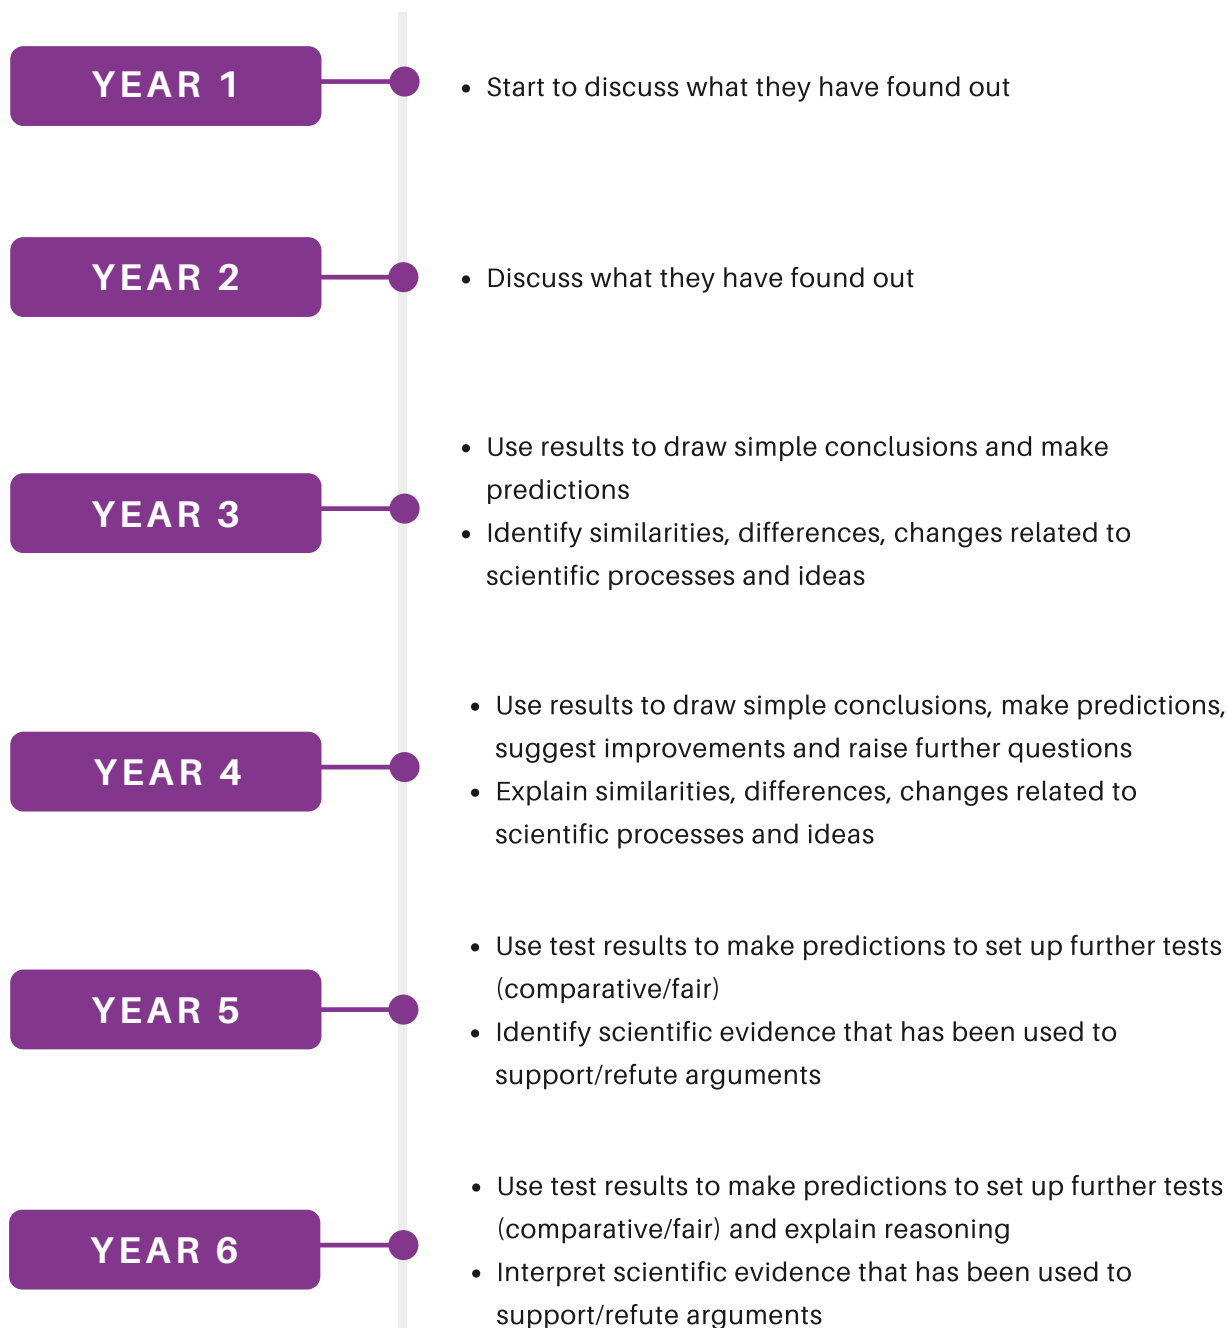 YEAR 1
• Start to discuss what they have found out
YEAR 2
• Discuss what they have found out
YEAR 3
• Use results to draw simple conclusions and make
predictions
• Identify similarities, differences, changes related to
scientific processes and ideas
YEAR 4
• Use results to draw simple conclusions, make predictions,
suggest improvements and raise further questions
• Explain similarities, differences, changes related to
scientific processes and ideas
YEAR 5
• Use test results to make predictions to set up further tests
(comparative/fair)
• Identify scientific evidence that has been used to
support/refute arguments
YEAR 6
• Use test results to make predictions to set up further tests
(comparative/fair) and explain reasoning
• Interpret scientific evidence that has been used to
support/refute arguments